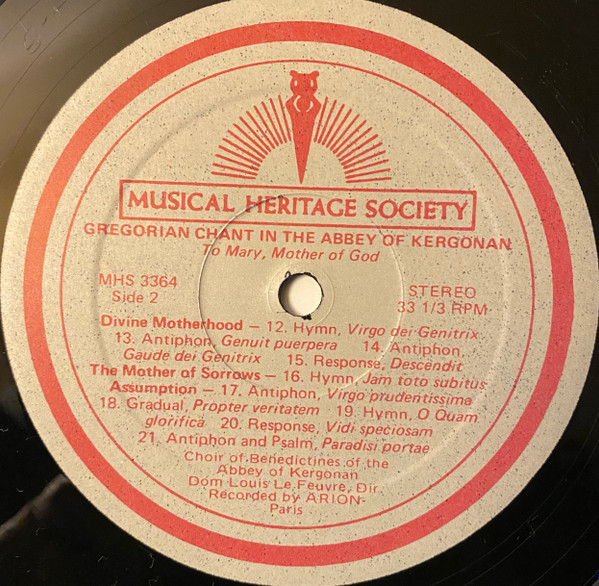 MUSICAL HERITAGE SOCIETY
GREGORIAN CHANT IN THE ABBEY OF KERGONAN
To Mary, Mother of God
MHS 3364
Side 2
STEREO
33 1/3 RPM
Divine Motherhood – 12. Hymn, Virgo dei Genitrix
13. Antiphon, Genuit puerpera 14. Antiphon,
Gaude dei Genitrix 15. Response, Descendit
The Mother of Sorrows – 16. Hymn, Jam toto subitus
Assumption – 17. Antiphon, Virgo prudentissima
18. Gradual, Propter veritatem 19. Hymn, O Quam
glorifica 20. Response, Vidi speciosam
21. Antiphon and Psalm, Paradisi portae
Choir of Benedictines of the
Abbey of Kergonan
Dom Louis Le Feuvre, Dir.
Recorded by ARION-
Paris